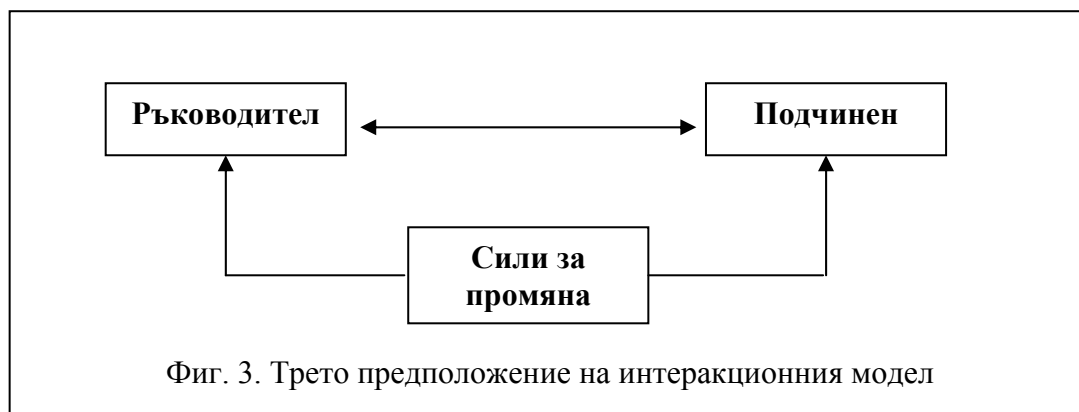 Ръководител
Подчинен
Сили за
промяна
Фиг. 3. Трето предположение на интеракционния модел